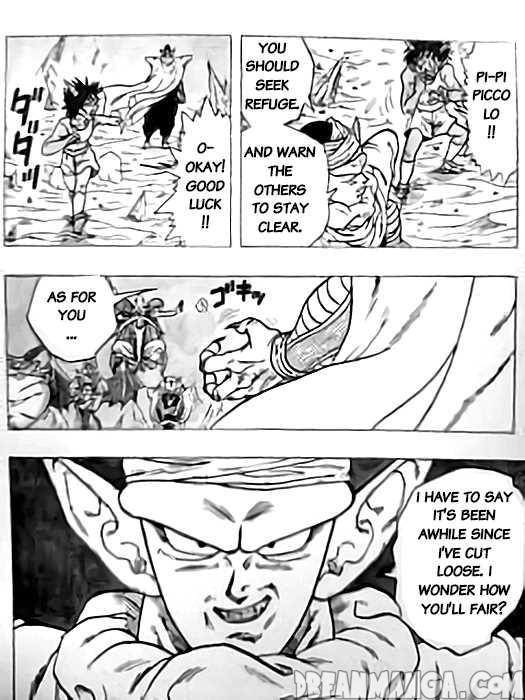 PI-PI
PICCO
LO
!!
YOU
SHOULD
SEEK
REFUGE.
AND WARN
THE
OTHERS
TO STAY
CLEAR.
O-
OKAY!
GOOD
LUCK
!!
ダダッ
AS FOR
YOU
...
ゴキッ
I HAVE TO SAY
IT'S BEEN
AWHILE SINCE
I'VE CUT
LOOSE. I
WONDER HOW
YOU'LL FAIR?
DREAMMANGA.COM